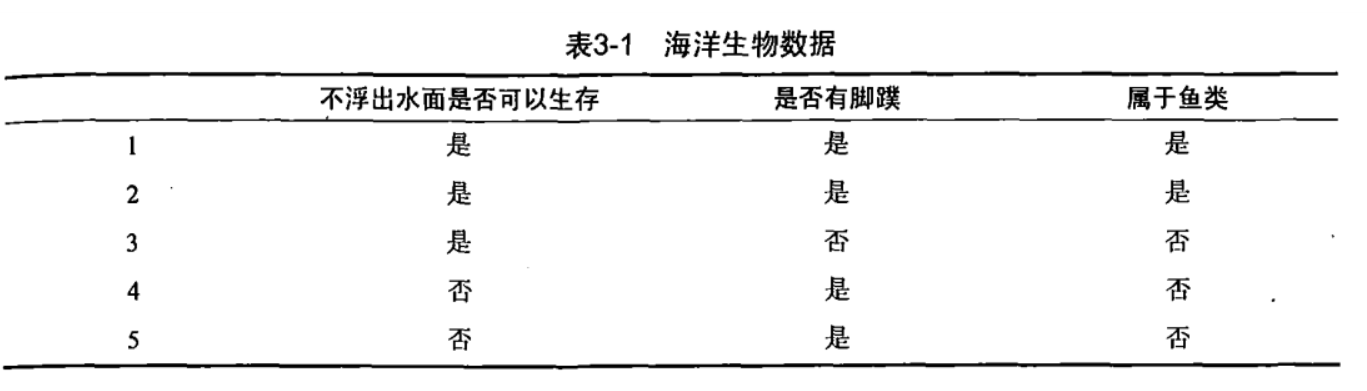 表3-1 海洋生物数据
不浮出水面是否可以生存 是否有脚蹼 属于鱼类
1 是 是 是
2 是 是 是
3 是 否 否
4 否 是 否
5 否 是 否